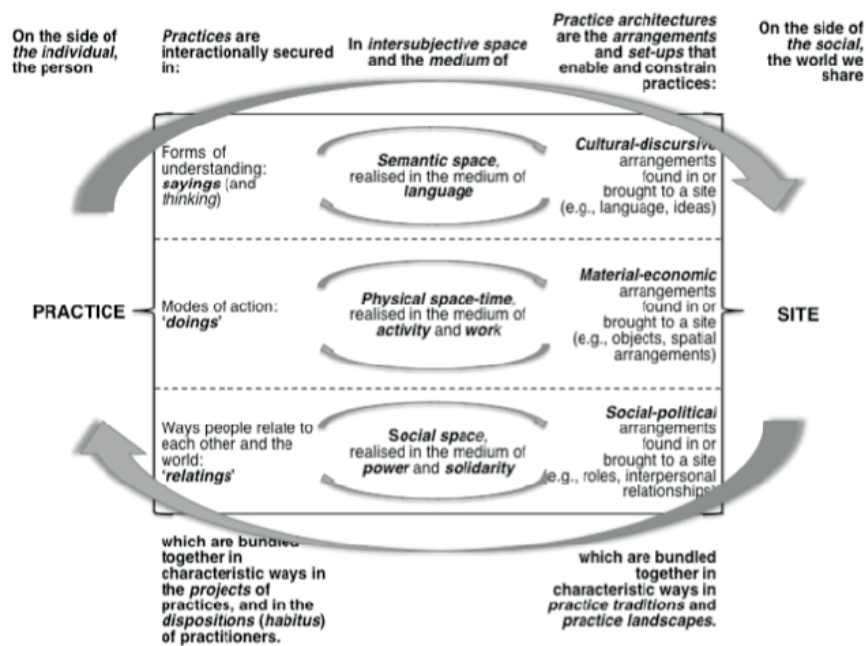 On the side of
the individual,
the person
Practices are
interactionally secured
in:
In intersubjective space
and the medium of
Practice architectures
are the arrangements
and set-ups that
enable and constrain
practices:
On the side of
the social,
the world we
share
PRACTICE
Forms of
understanding:
sayings (and
thinking)
Semantic space,
realised in the medium of
language
Cultural-discursive
arrangements
found in or
brought to a site
(e.g., language, ideas)
Modes of action:
‘doings’
Physical space-time,
realised in the medium of
activity and work
Material-economic
arrangements
found in or
brought to a site
(e.g., objects, spatial
arrangements)
Ways people relate to
each other and the
world:
‘relatings’
Social space,
realised in the medium of
power and solidarity
Social-political
arrangements
found in or
brought to a site
(e.g., roles, interpersonal
relationships)
SITE
which are bundled
together in
characteristic ways in
the projects of
practices, and in the
dispositions (habitus)
of practitioners.
which are bundled
together in
characteristic ways in
practice traditions and
practice landscapes.